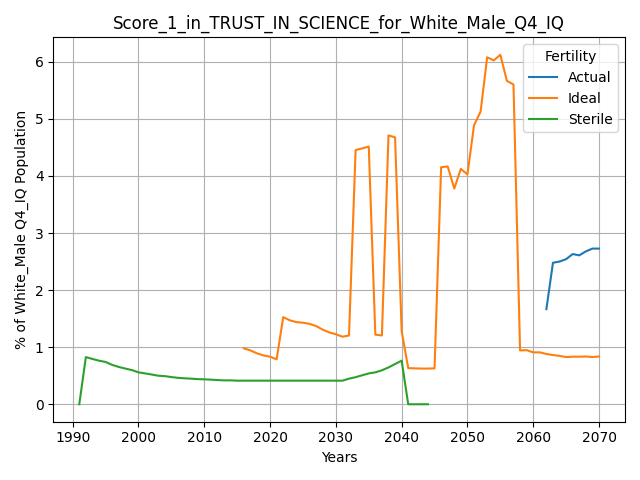 Score_1_in_TRUST_IN_SCIENCE_for_White_Male_Q4_IQ
Fertility
Actual
Ideal
Sterile
% of White_Male Q4_IQ Population
6
5
4
3
2
1
0
1990 2000 2010 2020 2030 2040 2050 2060 2070
Years